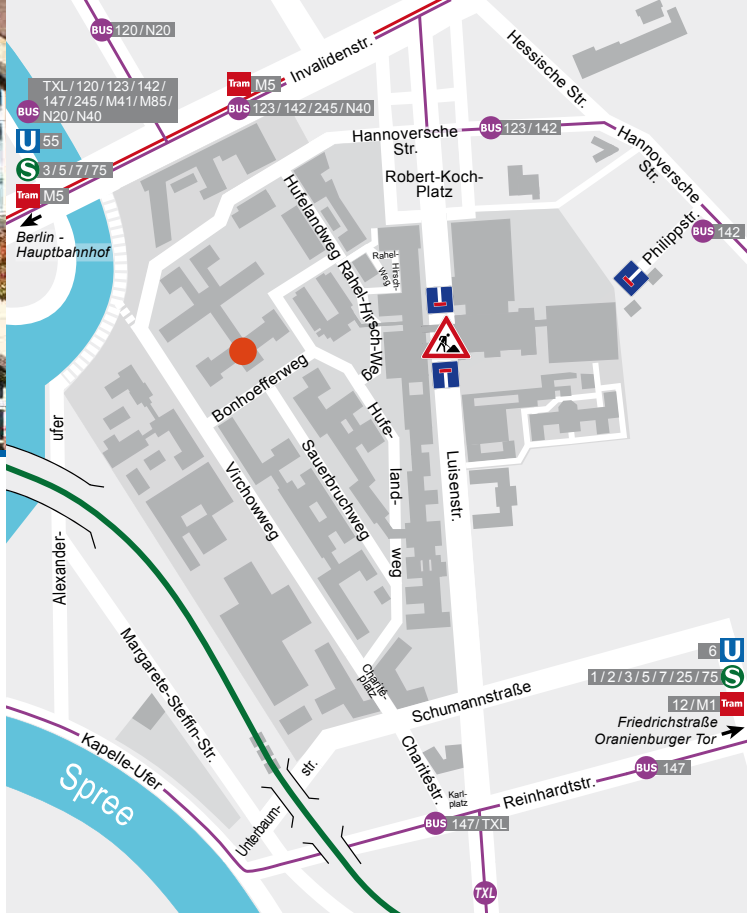 BUS 120 / N20
Invalidenstr.
Hessische Str.
Tram M5
BUS 123 / 142 / 245 / N40
TXL / 120 / 123 / 142 /
BUS 147 / 245 / M41 / M85 /
N20 / N40
U 55
S 3 / 5 / 7 / 75
Tram M5
Berlin -
Hauptbahnhof
Hannoversche
Str.
BUS 123 / 142
Hannoversche
Str.
Robert-Koch-
Platz
Philippstr.
BUS 142
Hufelandweg
Rahel-Hirsch-Weg
Rahel-
Hirsch-
Weg
Bonhoefferweg
Hufe-
land-
weg
Sauerbruchweg
Virchowweg
Luisenstr.
ufer
Alexander-
Margarete-Steffin-Str.
Charité-
platz
Schumannstraße
6 U
1 / 2 / 3 / 5 / 7 / 25 / 75 S
12 / M1 Tram
Friedrichstraße
Oranienburger Tor
Kapelle-Ufer
Spree
str.
Unterbaum-
Charitéstr.
Karl-
platz
Reinhardtstr.
BUS 147
BUS 147 / TXL
TXL